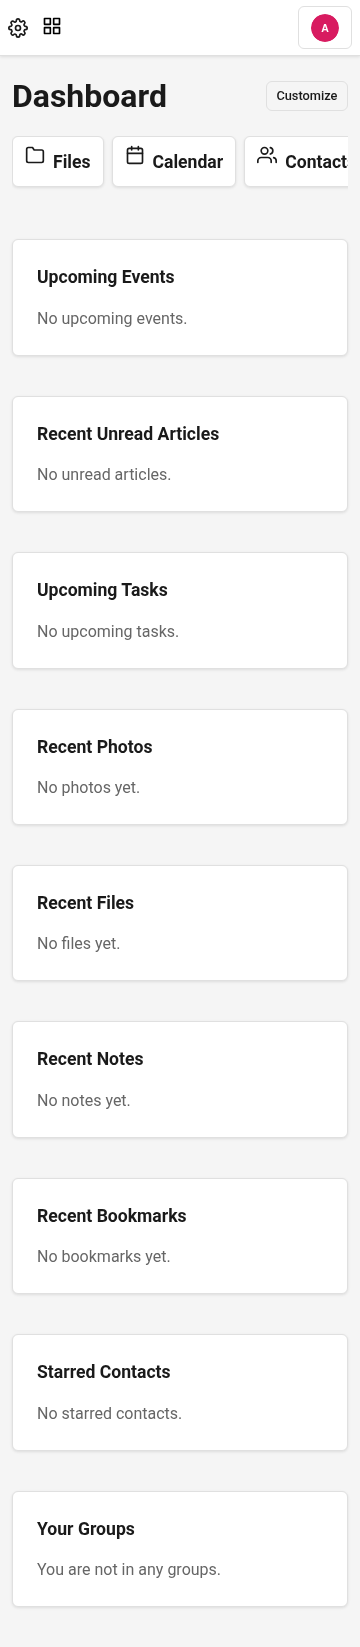 A
Dashboard
Customize
Files
Calendar
Contact
Upcoming Events
No upcoming events.
Recent Unread Articles
No unread articles.
Upcoming Tasks
No upcoming tasks.
Recent Photos
No photos yet.
Recent Files
No files yet.
Recent Notes
No notes yet.
Recent Bookmarks
No bookmarks yet.
Starred Contacts
No starred contacts.
Your Groups
You are not in any groups.